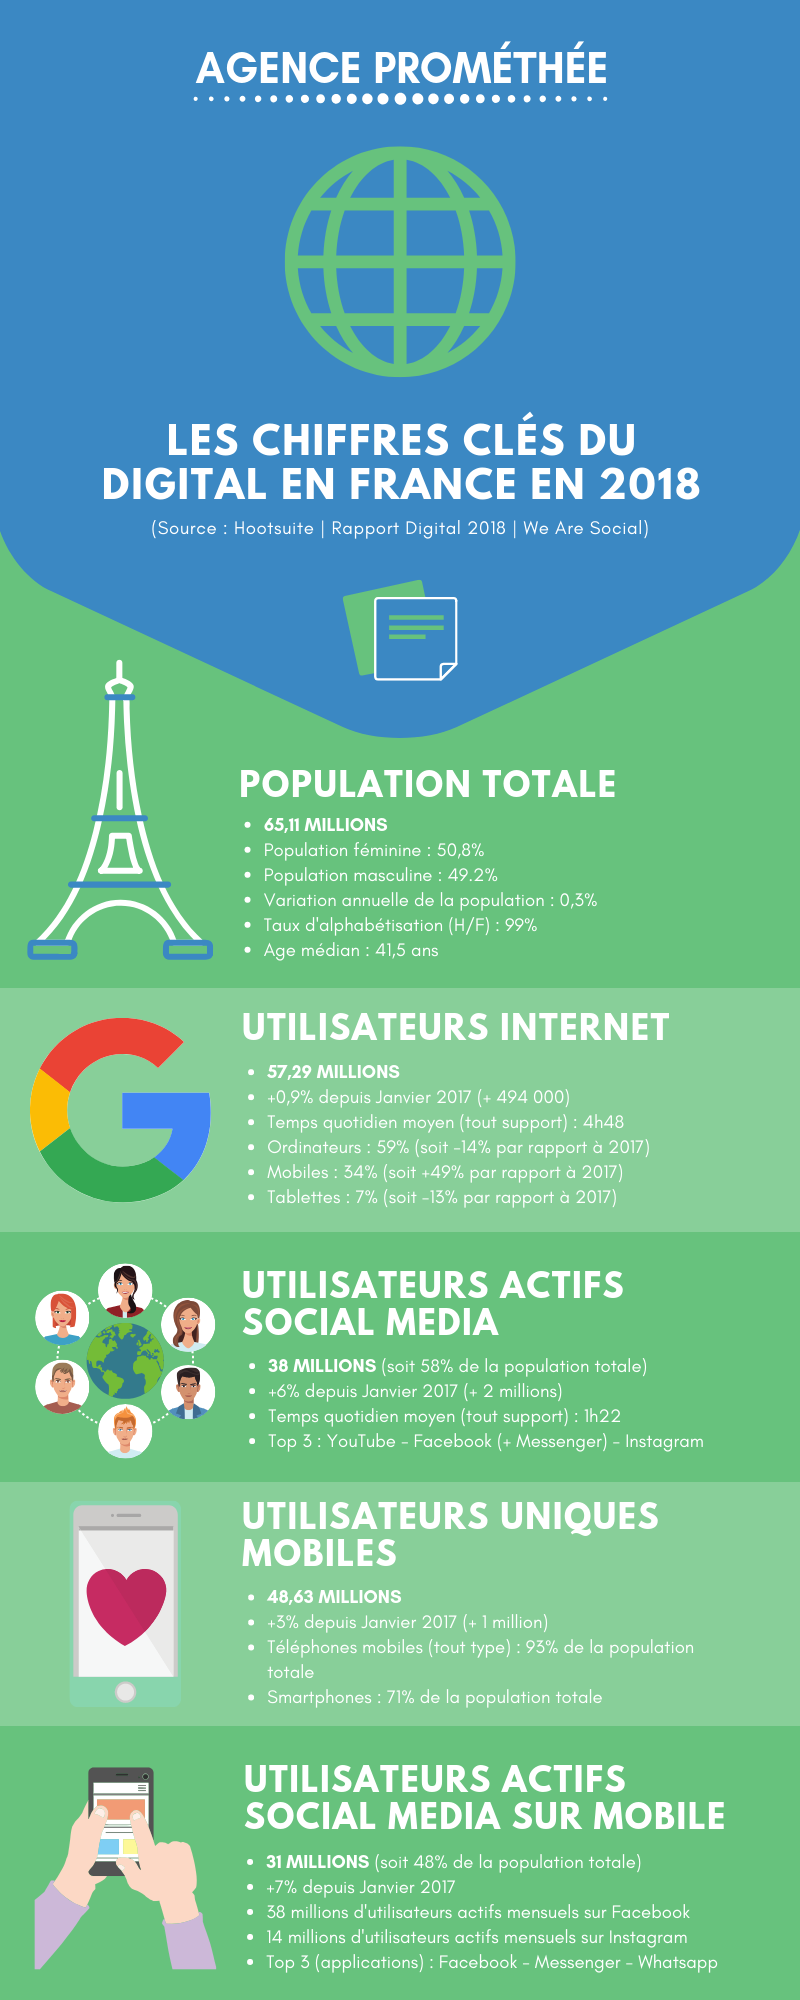 AGENCE PROMÉTHÉE
LES CHIFFRES CLÉS DU
DIGITAL EN FRANCE EN 2018
(Source : Hootsuite | Rapport Digital 2018 | We Are Social)
POPULATION TOTALE
• 65,11 MILLIONS
• Population féminine : 50,8%
• Population masculine : 49.2%
• Variation annuelle de la population : 0,3%
• Taux d'alphabétisation (H/F) : 99%
• Age médian : 41,5 ans
UTILISATEURS INTERNET
• 57,29 MILLIONS
• +0,9% depuis Janvier 2017 (+ 494 000)
• Temps quotidien moyen (tout support) : 4h48
• Ordinateurs : 59% (soit -14% par rapport à 2017)
• Mobiles : 34% (soit +49% par rapport à 2017)
• Tablettes : 7% (soit -13% par rapport à 2017)
UTILISATEURS ACTIFS
SOCIAL MEDIA
• 38 MILLIONS (soit 58% de la population totale)
• +6% depuis Janvier 2017 (+ 2 millions)
• Temps quotidien moyen (tout support) : 1h22
• Top 3 : YouTube - Facebook (+ Messenger) - Instagram
UTILISATEURS UNIQUES
MOBILES
• 48,63 MILLIONS
• +3% depuis Janvier 2017 (+ 1 million)
• Téléphones mobiles (tout type) : 93% de la population
totale
• Smartphones : 71% de la population totale
UTILISATEURS ACTIFS
SOCIAL MEDIA SUR MOBILE
• 31 MILLIONS (soit 48% de la population totale)
• +7% depuis Janvier 2017
• 38 millions d'utilisateurs actifs mensuels sur Facebook
• 14 millions d'utilisateurs actifs mensuels sur Instagram
• Top 3 (applications) : Facebook - Messenger - Whatsapp